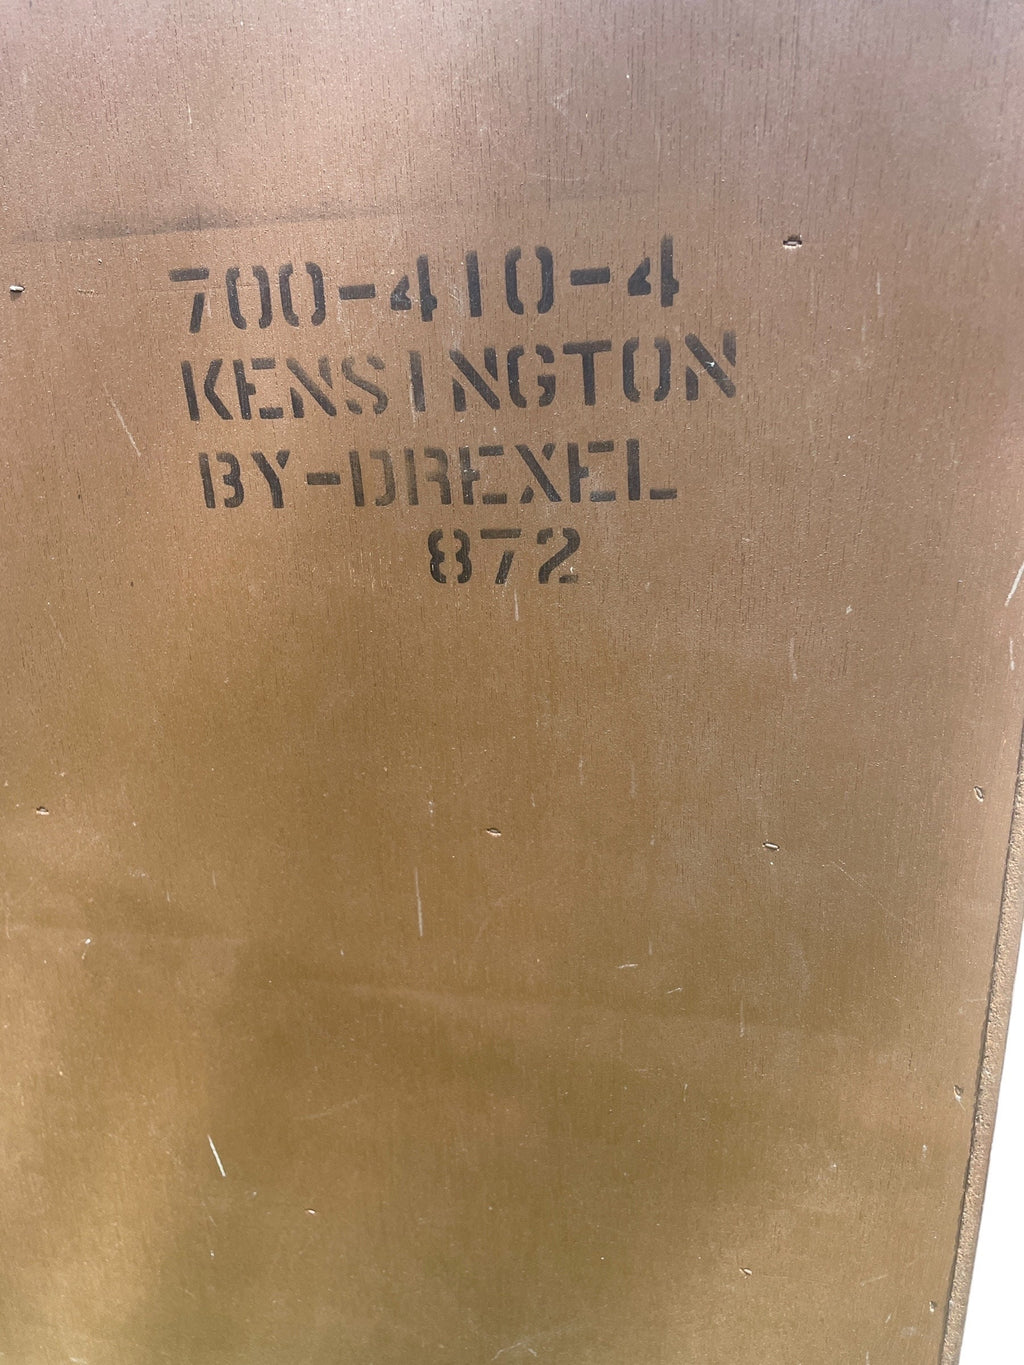 700-410-4
KENSINGTON
BY-DREXEL
872